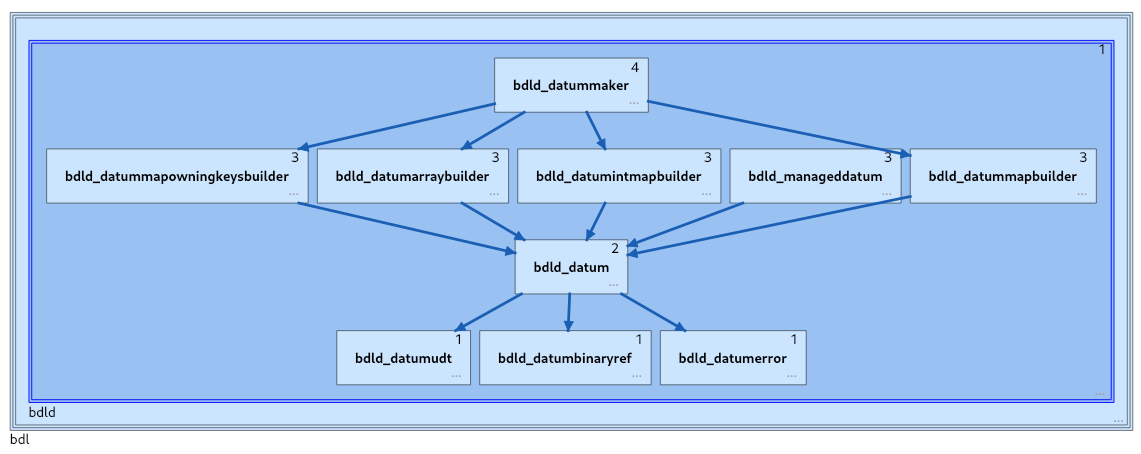 1
4
bdld_datummaker
...
3
bdld_datummapowningkeysbuilder
...
3
bdld_datumarraybuilder
...
3
bdld_datumintmapbuilder
...
3
bdld_manageddatum
...
3
bdld_datummapbuilder
...
2
bdld_datum
...
1
bdld_datumudt
...
1
bdld_datumbinaryref
...
1
bdld_datumerror
...
...
bdld
...
bdl